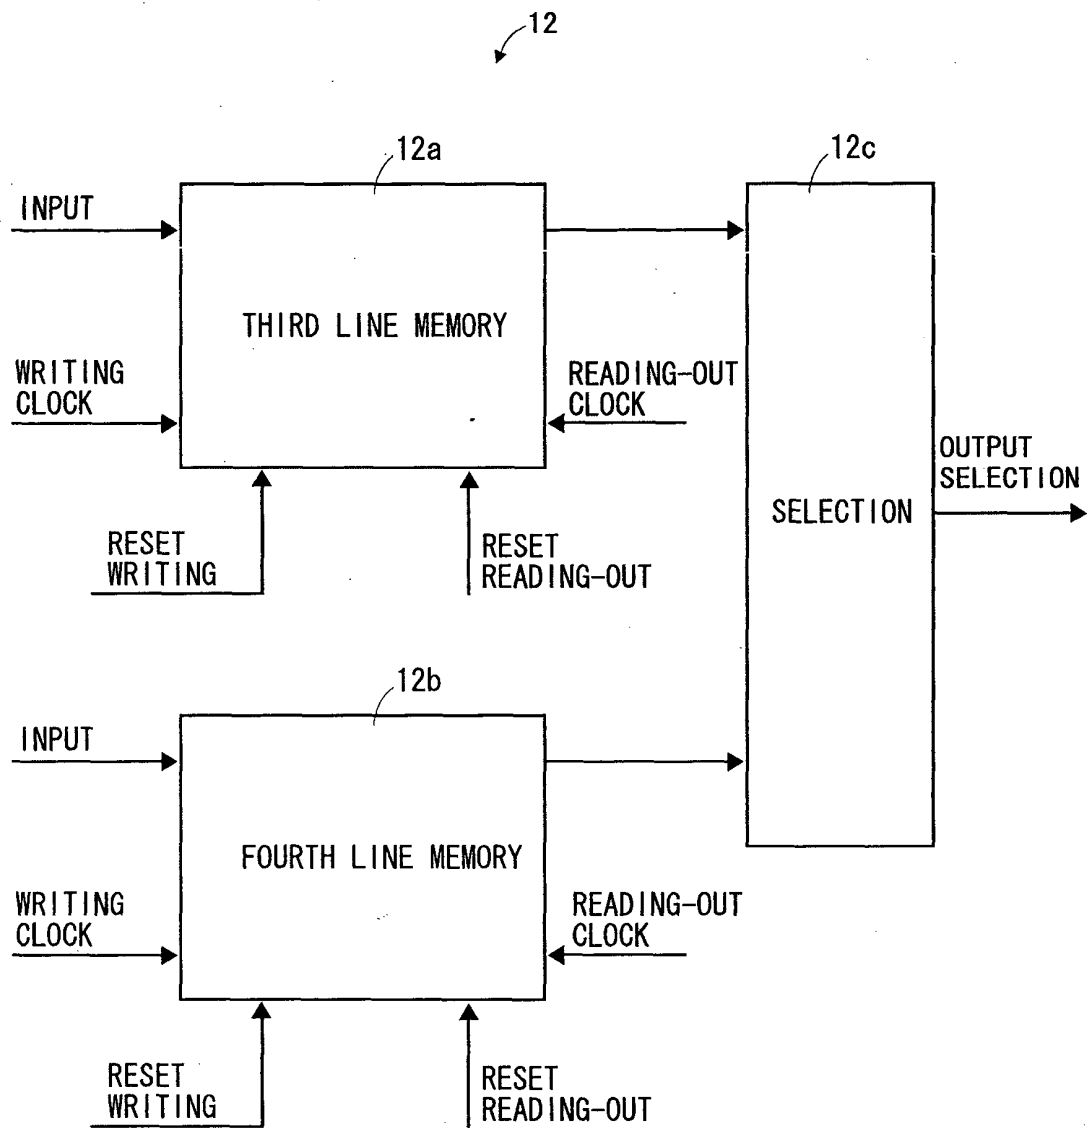 12
12a
12c
INPUT
THIRD LINE MEMORY
WRITING
CLOCK
READING-OUT
CLOCK
OUTPUT
SELECTION
SELECTION
RESET
WRITING
RESET
READING-OUT
12b
INPUT
FOURTH LINE MEMORY
WRITING
CLOCK
READING-OUT
CLOCK
RESET
WRITING
RESET
READING-OUT